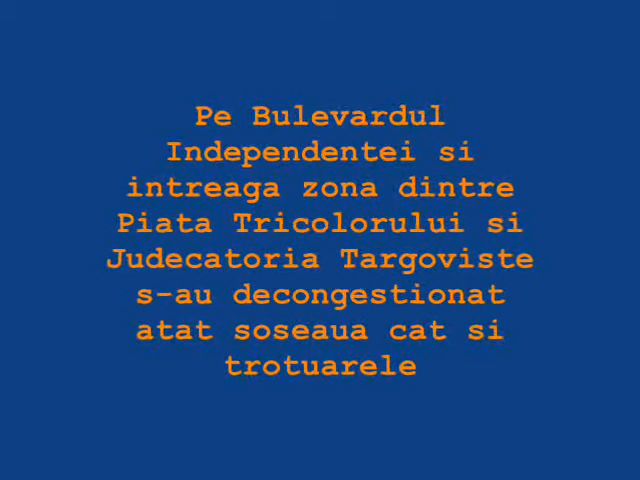 Pe Bulevardul
Independentei si
intreaga zona dintre
Piata Tricolorului si
Judecatoria Targoviste
s-au decongestionat
atat soseaua cat si
trotuarele